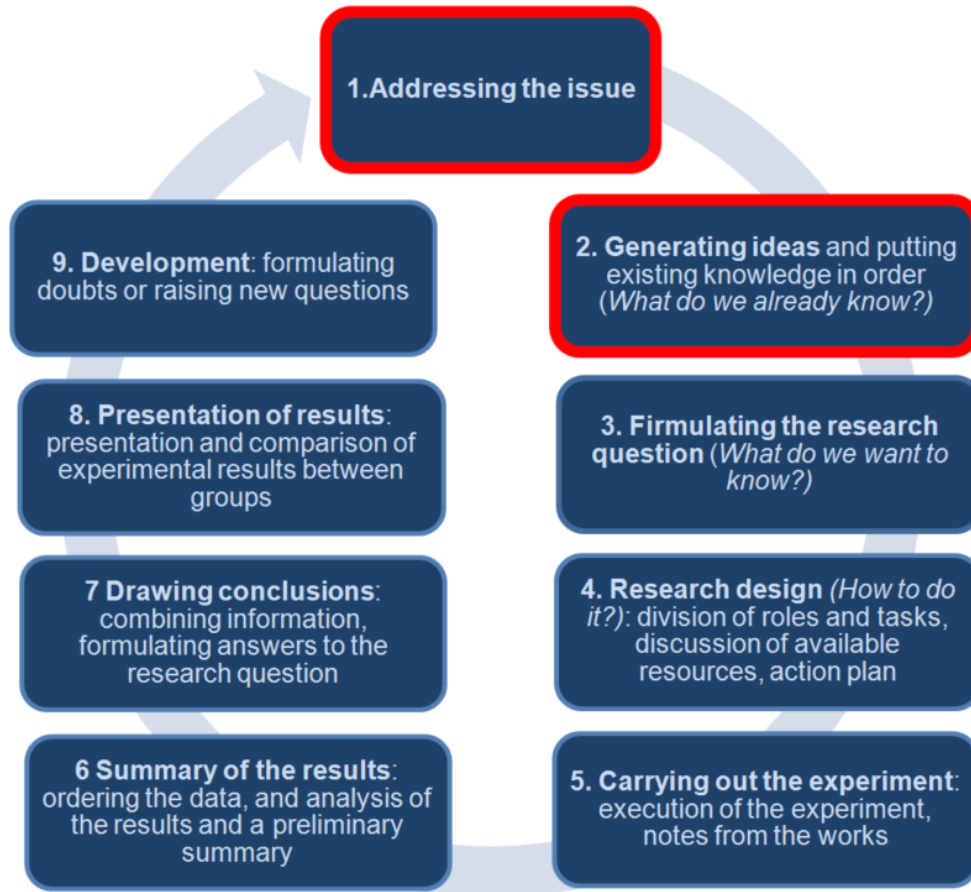 1.Addressing the issue
2. Generating ideas and putting
existing knowledge in order
(What do we already know?)
3. Firmulating the research
question (What do we want to
know?)
4. Research design (How to do
it?): division of roles and tasks,
discussion of available
resources, action plan
5. Carrying out the experiment:
execution of the experiment,
notes from the works
6 Summary of the results:
ordering the data, and analysis of
the results and a preliminary
summary
7 Drawing conclusions:
combining information,
formulating answers to the
research question
8. Presentation of results:
presentation and comparison of
experimental results between
groups
9. Development: formulating
doubts or raising new questions